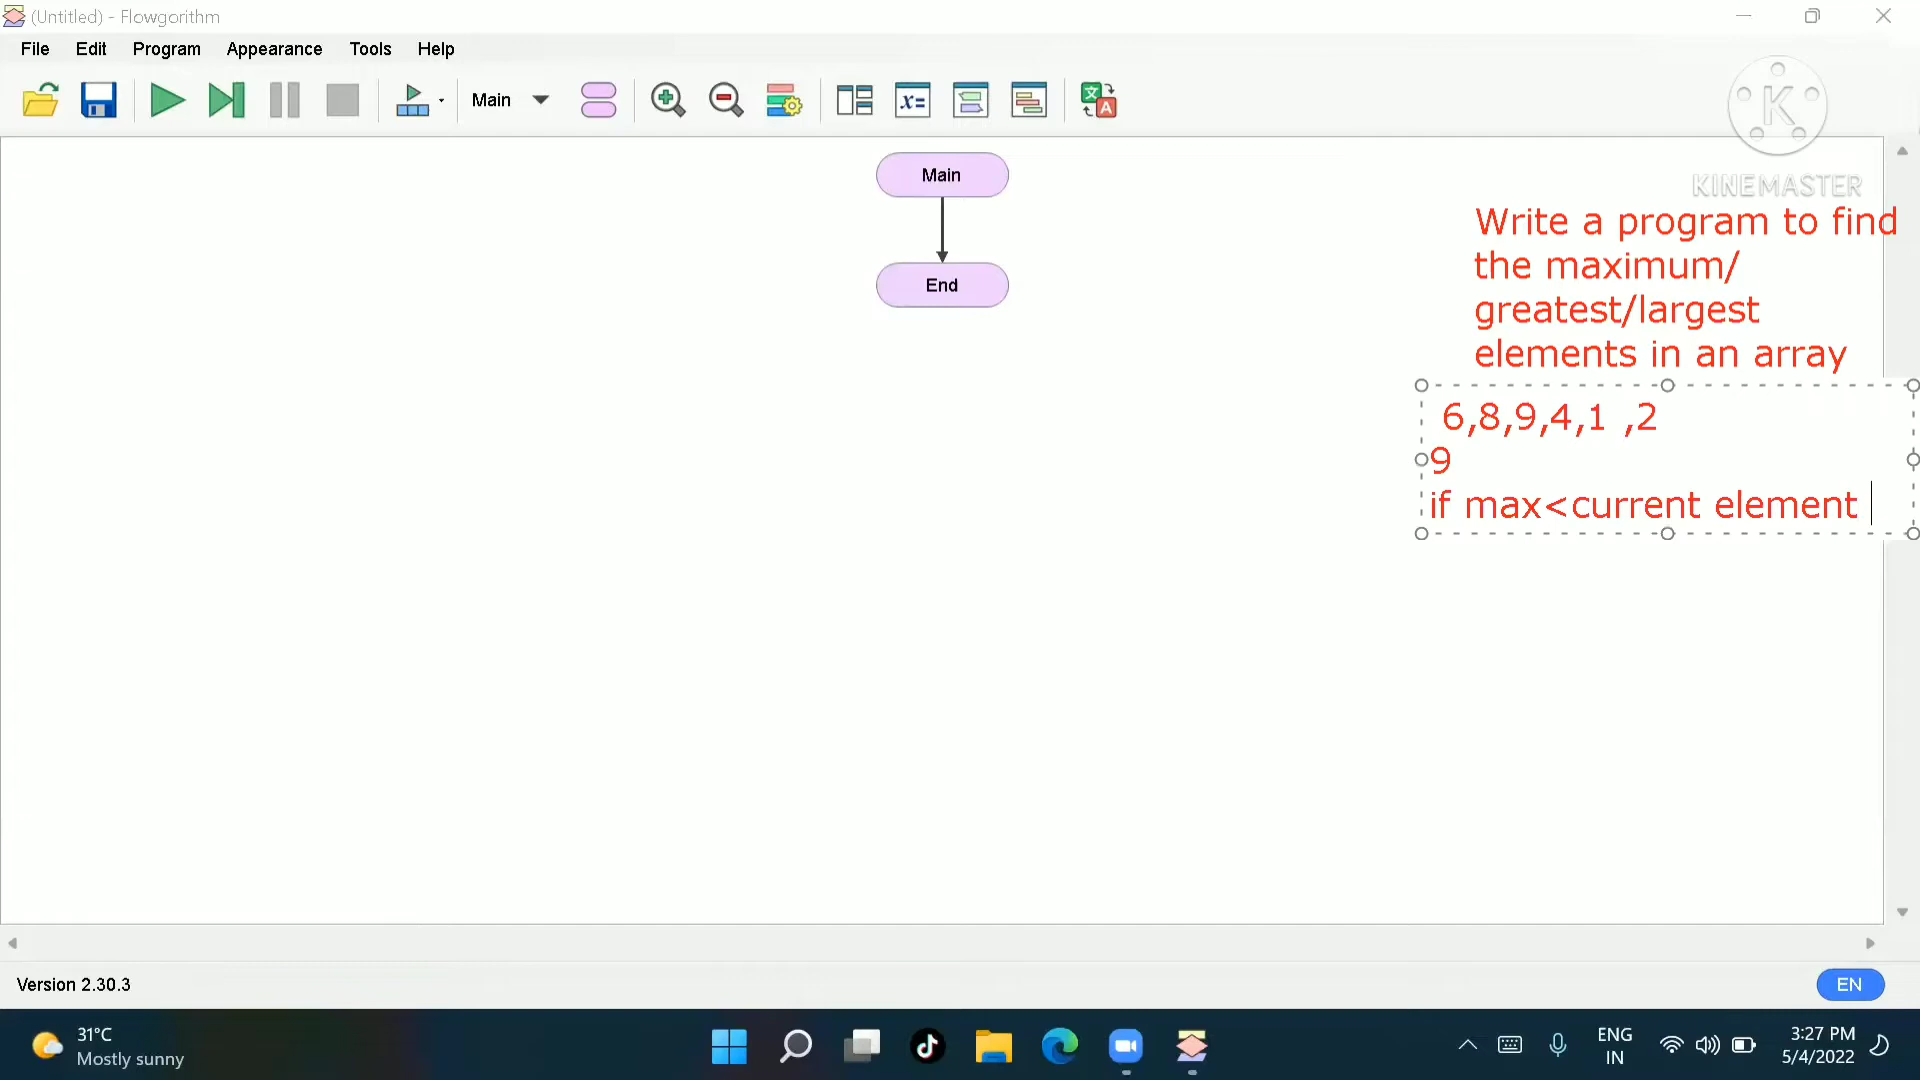 (Untitled) - Flowgorithm
File Edit Program Appearance Tools Help
Main
x=
文
A
K
KINEMASTER
Main
End
Write a program to find
the maximum/
greatest/largest
elements in an array
6,8,9,4,1 ,2
9
if max<current element
Version 2.30.3
EN
31°C
Mostly sunny
ENG
IN
3:27 PM
5/4/2022